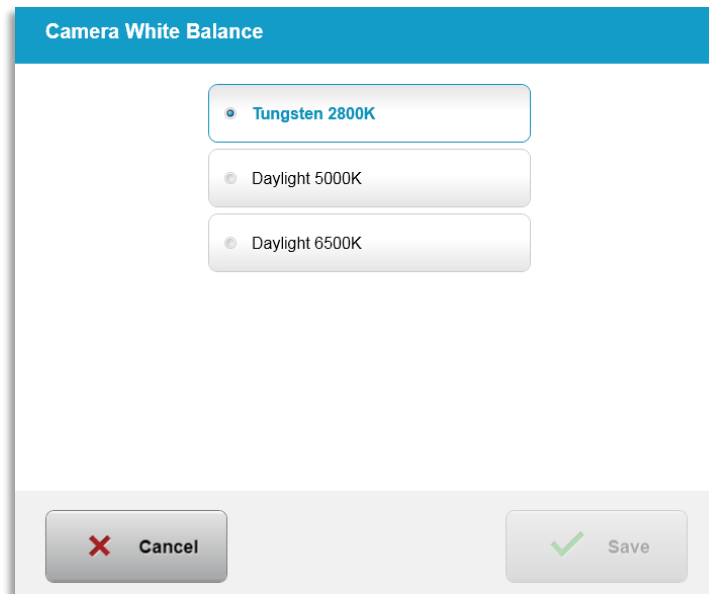 Camera White Balance
Tungsten 2800K
Daylight 5000K
Daylight 6500K
Cancel
Save